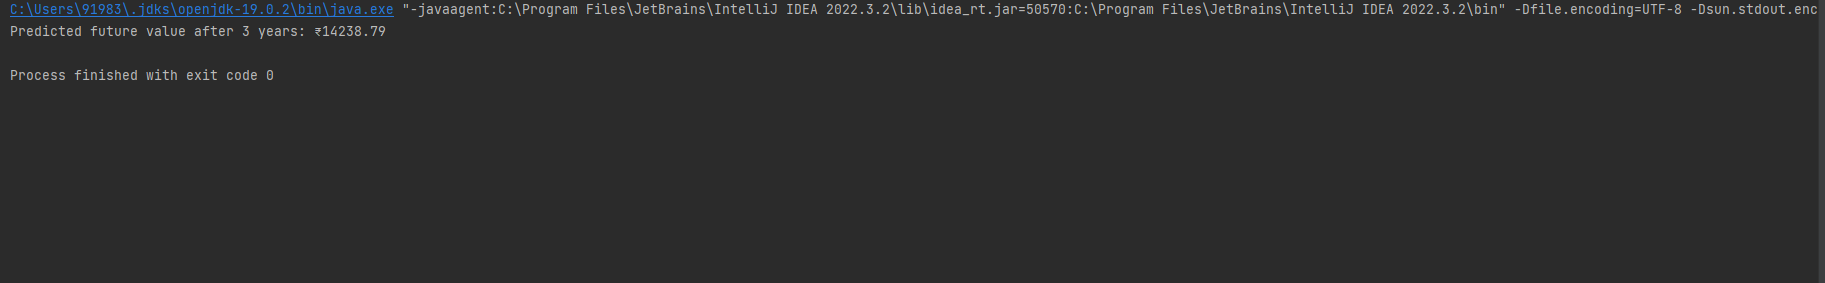 C:\Users\91983\.jdks\openjdk-19.0.2\bin\java.exe "-javaagent:C:\Program Files\JetBrains\IntelliJ IDEA 2022.3.2\lib\idea_rt.jar=50570:C:\Program Files\JetBrains\IntelliJ IDEA 2022.3.2\bin" -Dfile.encoding=UTF-8 -Dsun.stdout.enc
Predicted future value after 3 years: ₹14238.79
Process finished with exit code 0